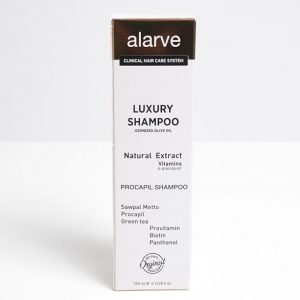 alarve
CLINICAL HAIR CARE SYSTEM
LUXURY
SHAMPOO
OZONIZED OLIVE OIL
Natural Extract
Vitamins
PROCAPIL SHAMPOO
Sawpal Metto
Procapil
Green tea
Provitamin
Biotin
Panthenol
Original